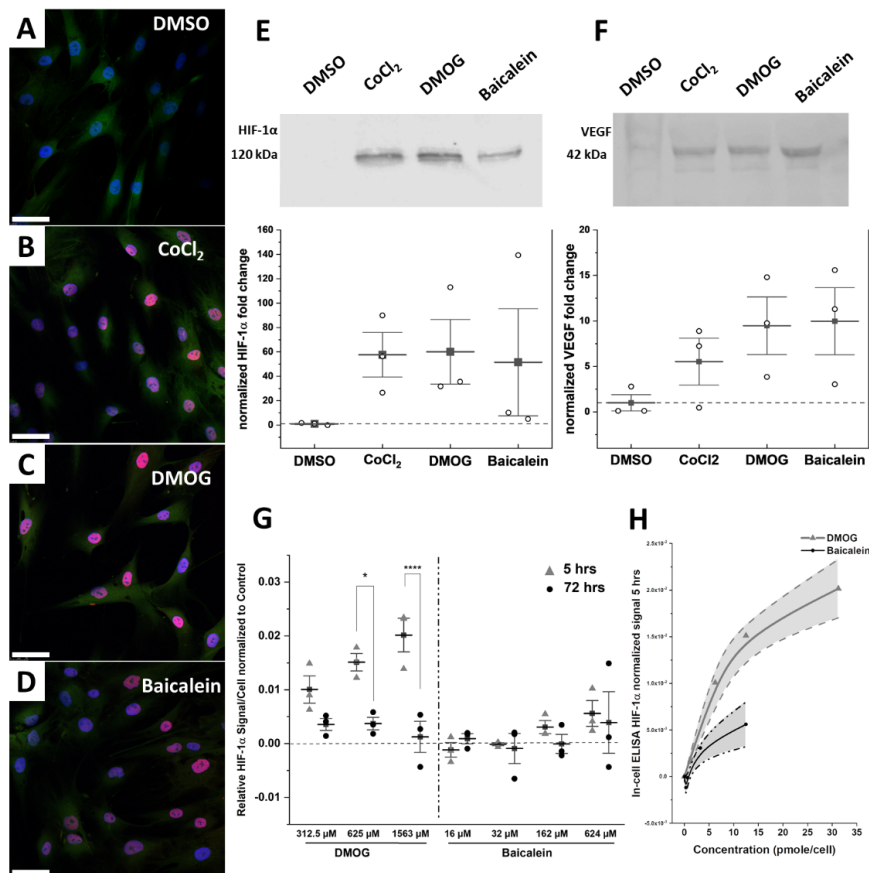 A
DMSO
B
CoCl2
C
DMOG
D
Baicalein
E
DMSO
CoCl2
DMOG
Baicalein
HIF-1α
120 kDa
normalized HIF-1α fold change
160
140
120
100
80
60
40
20
0
DMSO
CoCl2
DMOG
Baicalein
F
DMSO
CoCl2
DMOG
Baicalein
VEGF
42 kDa
normalized VEGF fold change
20
15
10
5
0
DMSO
CoCl2
DMOG
Baicalein
G
Relative HIF-1α Signal/Cell normalized to Control
0.03
0.02
0.01
0.00
-0.01
*
****
5 hrs
72 hrs
312.5 µM
625 µM
1563 µM
16 µM
32 µM
162 µM
624 µM
DMOG
Baicalein
H
DMOG
Baicalein
In-cell ELISA HIF-1α normalized signal 5 hrs
0.0
0
5
10
15
20
25
30
35
Concentration (pmole/cell)